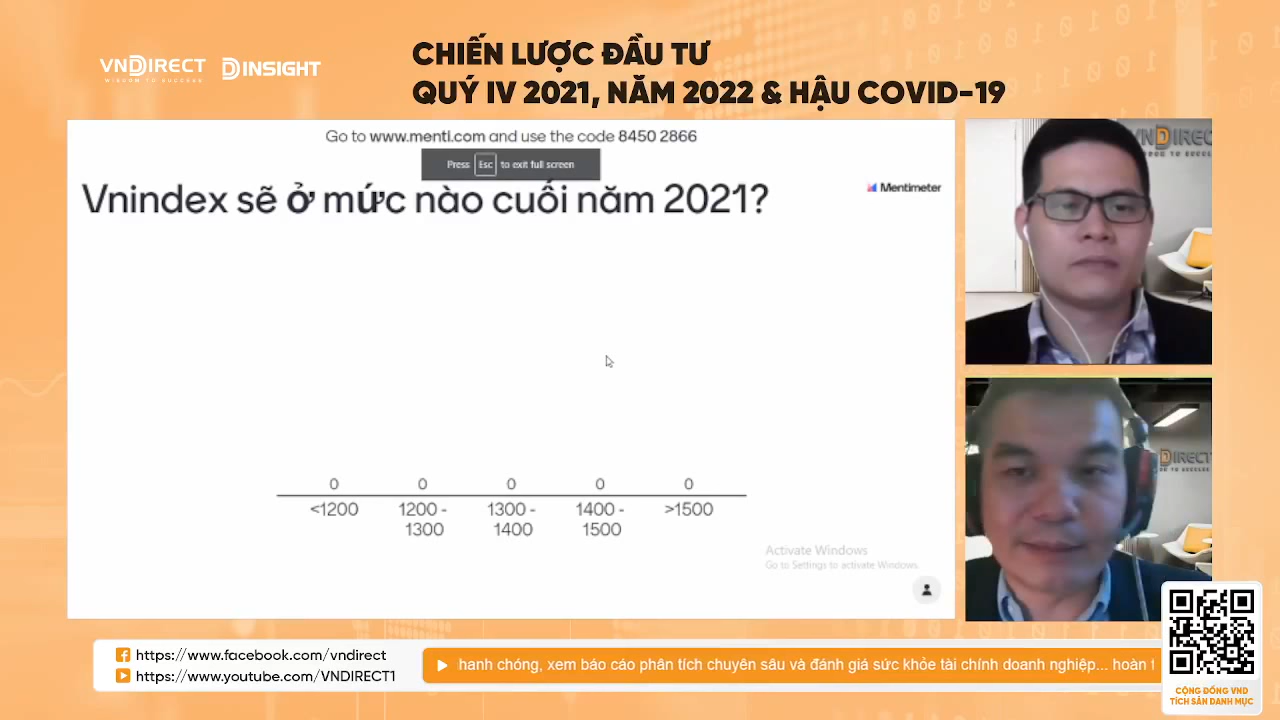 VNDIRECT
WISDOM TO SUCCESS
DINSIGHT
CHIẾN LƯỢC ĐẦU TƯ
QUÝ IV 2021, NĂM 2022 & HẬU COVID-19
Go to www.menti.com and use the code 8450 2866
Press Esc to exit full screen
Vnindex sẽ ở mức nào cuối năm 2021?
Mentimeter
0 0 0 0 0
<1200 1200 - 1300 - 1400 - >1500
1300 1400 1500
Activate Windows
Go to Settings to activate Windows.
VNDIREC
DIRECT
https://www.facebook.com/vndirect
https://www.youtube.com/VNDIRECT1
hanh chóng, xem báo cáo phân tích chuyên sâu và đánh giá sức khỏe tài chính doanh nghiệp... hoàn
CỘNG ĐỒNG VND
TÍCH SẢN DANH MỤC